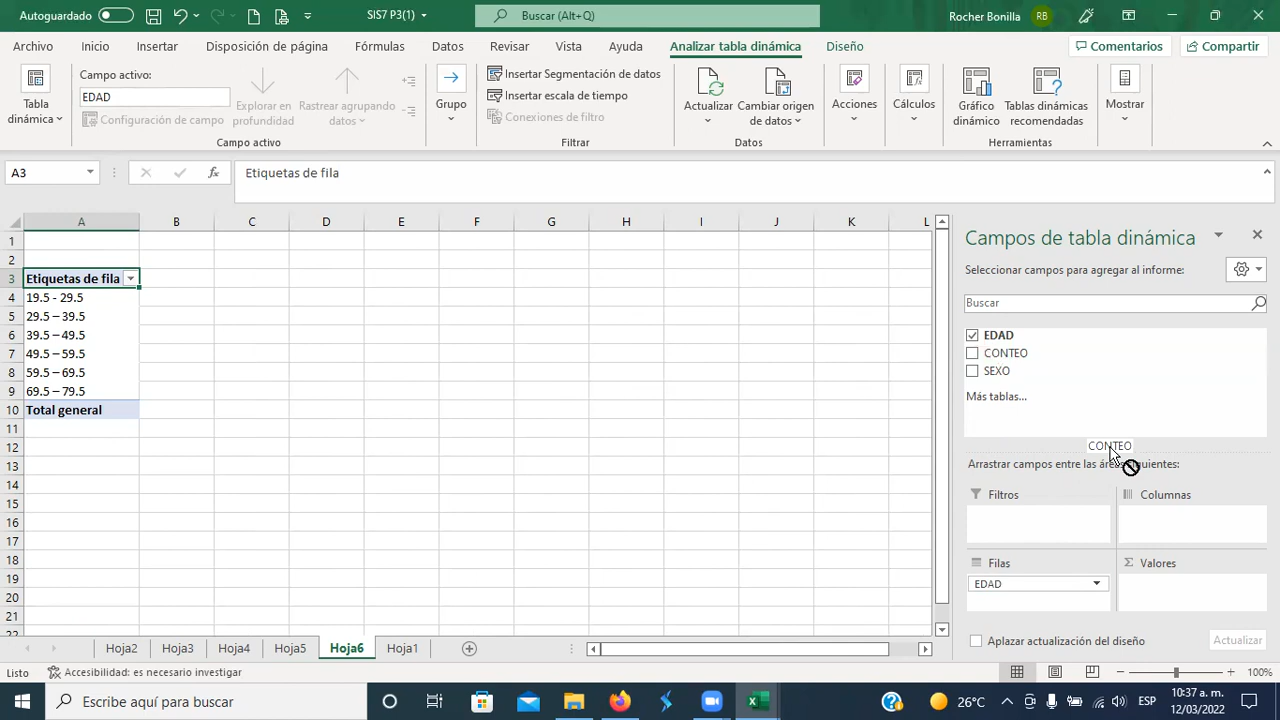 Autoguardado SIS7 P3(1) Buscar (Alt+Q) Rocher Bonilla RB
Archivo Inicio Insertar Disposición de página Fórmulas Datos Revisar Vista Ayuda Analizar tabla dinámica Diseño Comentarios Compartir
Tabla dinámica
Campo activo:
EDAD
Configuración de campo
Explorar en profundidad
Rastrear agrupando datos
Campo activo
Grupo
Insertar Segmentación de datos
Insertar escala de tiempo
Conexiones de filtro
Filtrar
Actualizar
Cambiar origen de datos
Datos
Acciones
Cálculos
Gráfico dinámico
Tablas dinámicas recomendadas
Herramientas
Mostrar
A3 fx Etiquetas de fila
A B C D E F G H I J K L
1
2
3 Etiquetas de fila
4 19.5 - 29.5
5 29.5 – 39.5
6 39.5 – 49.5
7 49.5 – 59.5
8 59.5 – 69.5
9 69.5 – 79.5
10 Total general
11
12
13
14
15
16
17
18
19
20
21
22
Campos de tabla dinámica
Seleccionar campos para agregar al informe:
Buscar
EDAD
CONTEO
SEXO
Más tablas...
CONTEO
Arrastrar campos entre las áreas siguientes:
Filtros Columnas
Filas Σ Valores
EDAD
Aplazar actualización del diseño Actualizar
Hoja2 Hoja3 Hoja4 Hoja5 Hoja6 Hoja1
Listo Accesibilidad: es necesario investigar 100%
Escribe aquí para buscar 26°C ESP 10:37 a. m.
12/03/2022